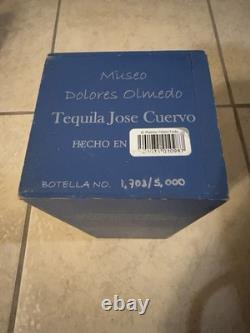 Museo
Dolores Olmedo
Tequila Jose Cuervo
HECHO EN
BOTELLA NO. 1,703/5,000